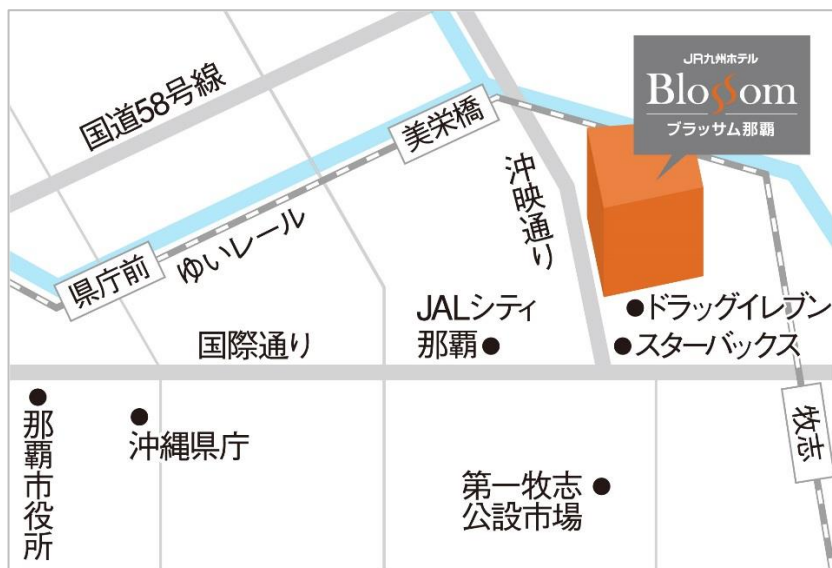 国道58号線
美栄橋
JR九州ホテル
Blossom
ブラッサム那覇
沖映通り
県庁前
ゆいレール
国際通り
JALシティ
那覇
ドラッグイレブン
スターバックス
那覇市役所
沖縄県庁
第一牧志
公設市場
牧志